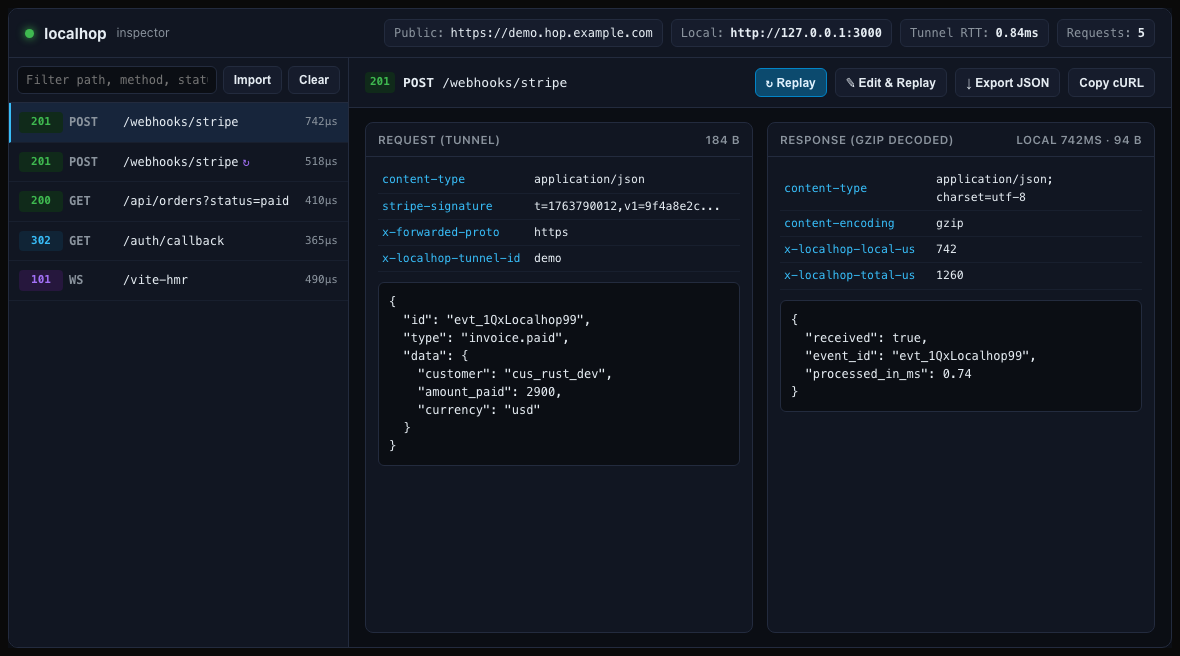 localhop inspector Public: https://demo.hop.example.com Local: http://127.0.0.1:3000 Tunnel RTT: 0.84ms Requests: 5
Filter path, method, stat Import Clear
201 POST /webhooks/stripe 742µs
201 POST /webhooks/stripe ↻ 518µs
200 GET /api/orders?status=paid 410µs
302 GET /auth/callback 365µs
101 WS /vite-hmr 490µs
201 POST /webhooks/stripe ↻ Replay ✎ Edit & Replay ↓ Export JSON Copy cURL
REQUEST (TUNNEL) 184 B
content-type application/json
stripe-signature t=1763790012,v1=9f4a8e2c...
x-forwarded-proto https
x-localhop-tunnel-id demo
{
  "id": "evt_1QxLocalhop99",
  "type": "invoice.paid",
  "data": {
    "customer": "cus_rust_dev",
    "amount_paid": 2900,
    "currency": "usd"
  }
}
RESPONSE (GZIP DECODED) LOCAL 742MS · 94 B
content-type application/json;
charset=utf-8
content-encoding gzip
x-localhop-local-us 742
x-localhop-total-us 1260
{
  "received": true,
  "event_id": "evt_1QxLocalhop99",
  "processed_in_ms": 0.74
}